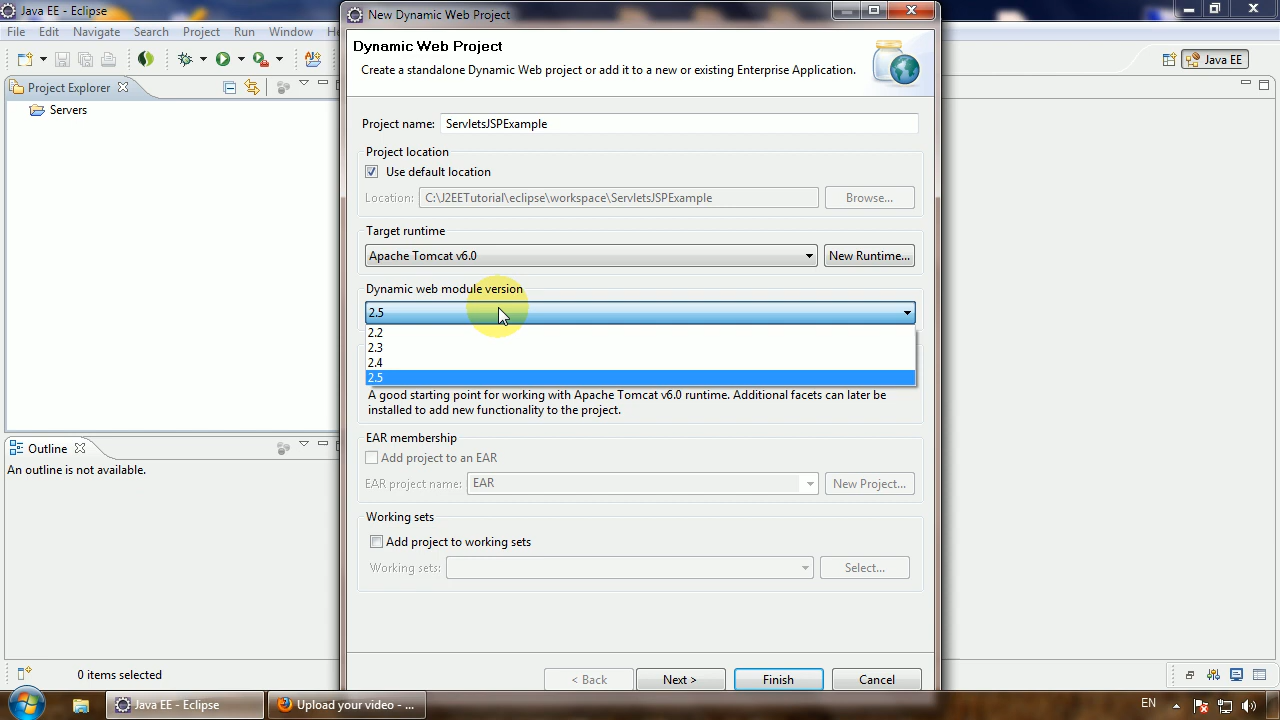 Java EE - Eclipse
New Dynamic Web Project
File Edit Navigate Search Project Run Window
Dynamic Web Project
Create a standalone Dynamic Web project or add it to a new or existing Enterprise Application.
Java EE
Project Explorer
Servers
Project name: ServletsJSPExample
Project location
Use default location
Location: C:\J2EETutorial\eclipse\workspace\ServletsJSPExample Browse...
Target runtime
Apache Tomcat v6.0 New Runtime...
Dynamic web module version
2.5
2.2
2.3
2.4
2.5
A good starting point for working with Apache Tomcat v6.0 runtime. Additional facets can later be
installed to add new functionality to the project.
EAR membership
Add project to an EAR
EAR project name: EAR New Project...
Working sets
Add project to working sets
Working sets: Select...
< Back Next > Finish Cancel
Outline
An outline is not available.
0 items selected
Java EE - Eclipse
Upload your video - ...
EN